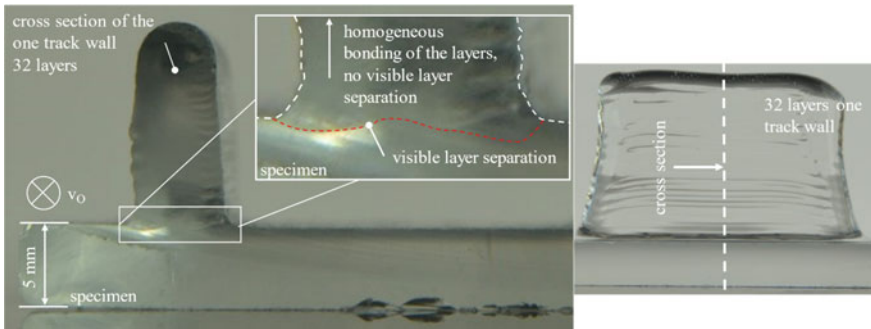 cross section of the
one track wall
32 layers
homogeneous
bonding of the layers,
no visible layer
separation
visible layer separation
specimen
v₀
5 mm
specimen
32 layers one
track wall
cross section